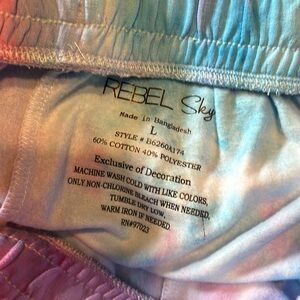 REBEL Sky
Made in Bangladesh
L
STYLE # B6260A174
60% COTTON 40% POLYESTER
Exclusive of Decoration
MACHINE WASH COLD WITH LIKE COLORS,
ONLY NON-CHLORINE BLEACH WHEN NEEDED,
TUMBLE DRY LOW,
WARM IRON IF NEEDED
RN#97023